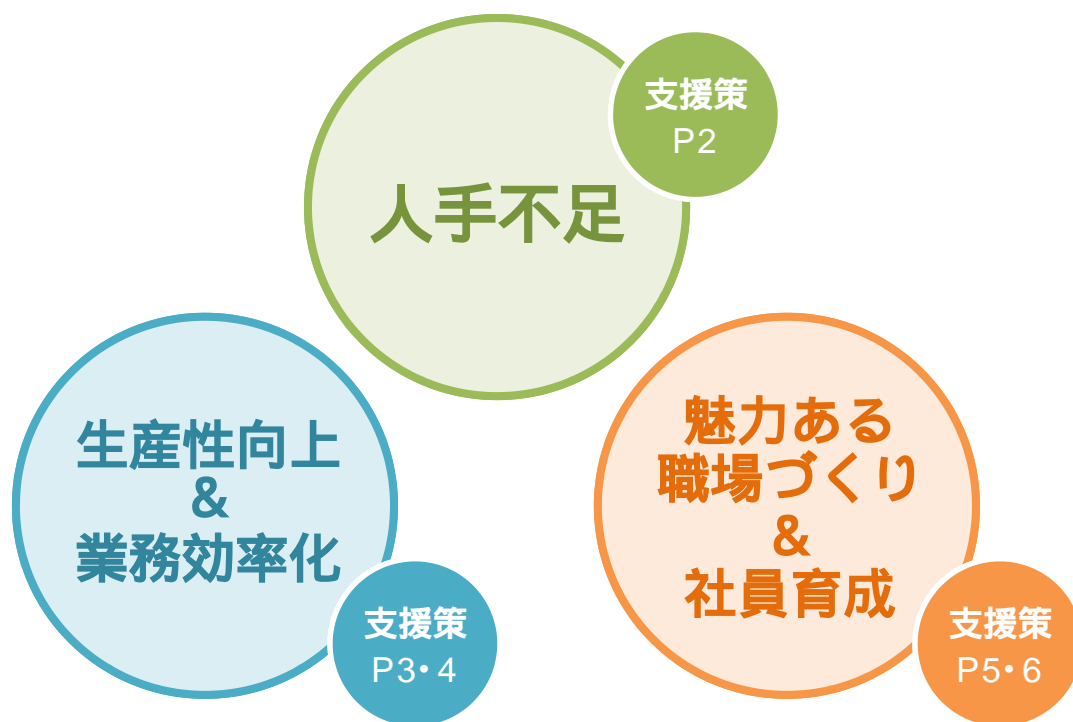 支援策
P2
人手不足
生産性向上
&
業務効率化
支援策
P3・4
魅力ある
職場づくり
&
社員育成
支援策
P5・6